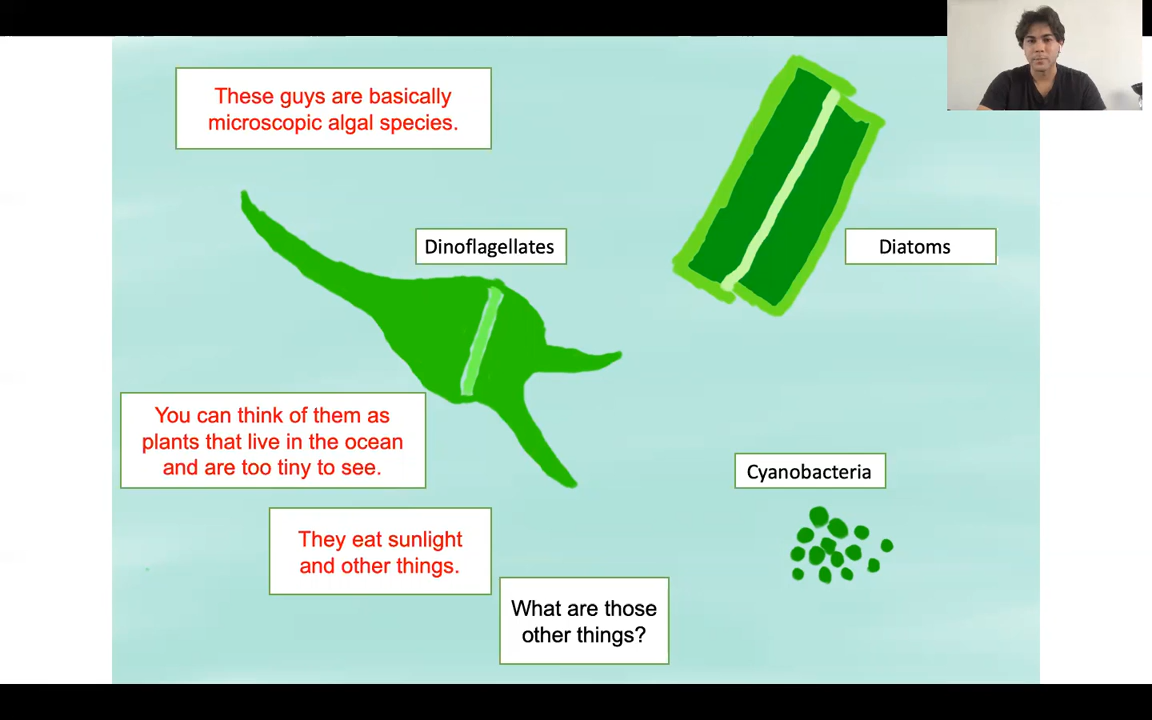 These guys are basically
microscopic algal species.
Dinoflagellates
Diatoms
You can think of them as
plants that live in the ocean
and are too tiny to see.
Cyanobacteria
They eat sunlight
and other things.
What are those
other things?